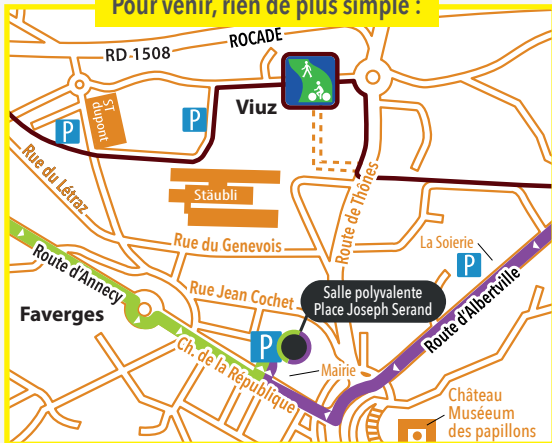 Pour venir, rien de plus simple :
ROCADE
RD 1508
ST
dupont
P
P
Viuz
Rue du Létraz
Stäubli
Route de Thônes
Rue du Genevois
La Soierie
P
Route d'Annecy
Rue Jean Cochet
Salle polyvalente
Place Joseph Serand
Faverges
Route d'Albertville
P
Ch. de la République
Mairie
Château
Muséeum
des papillons